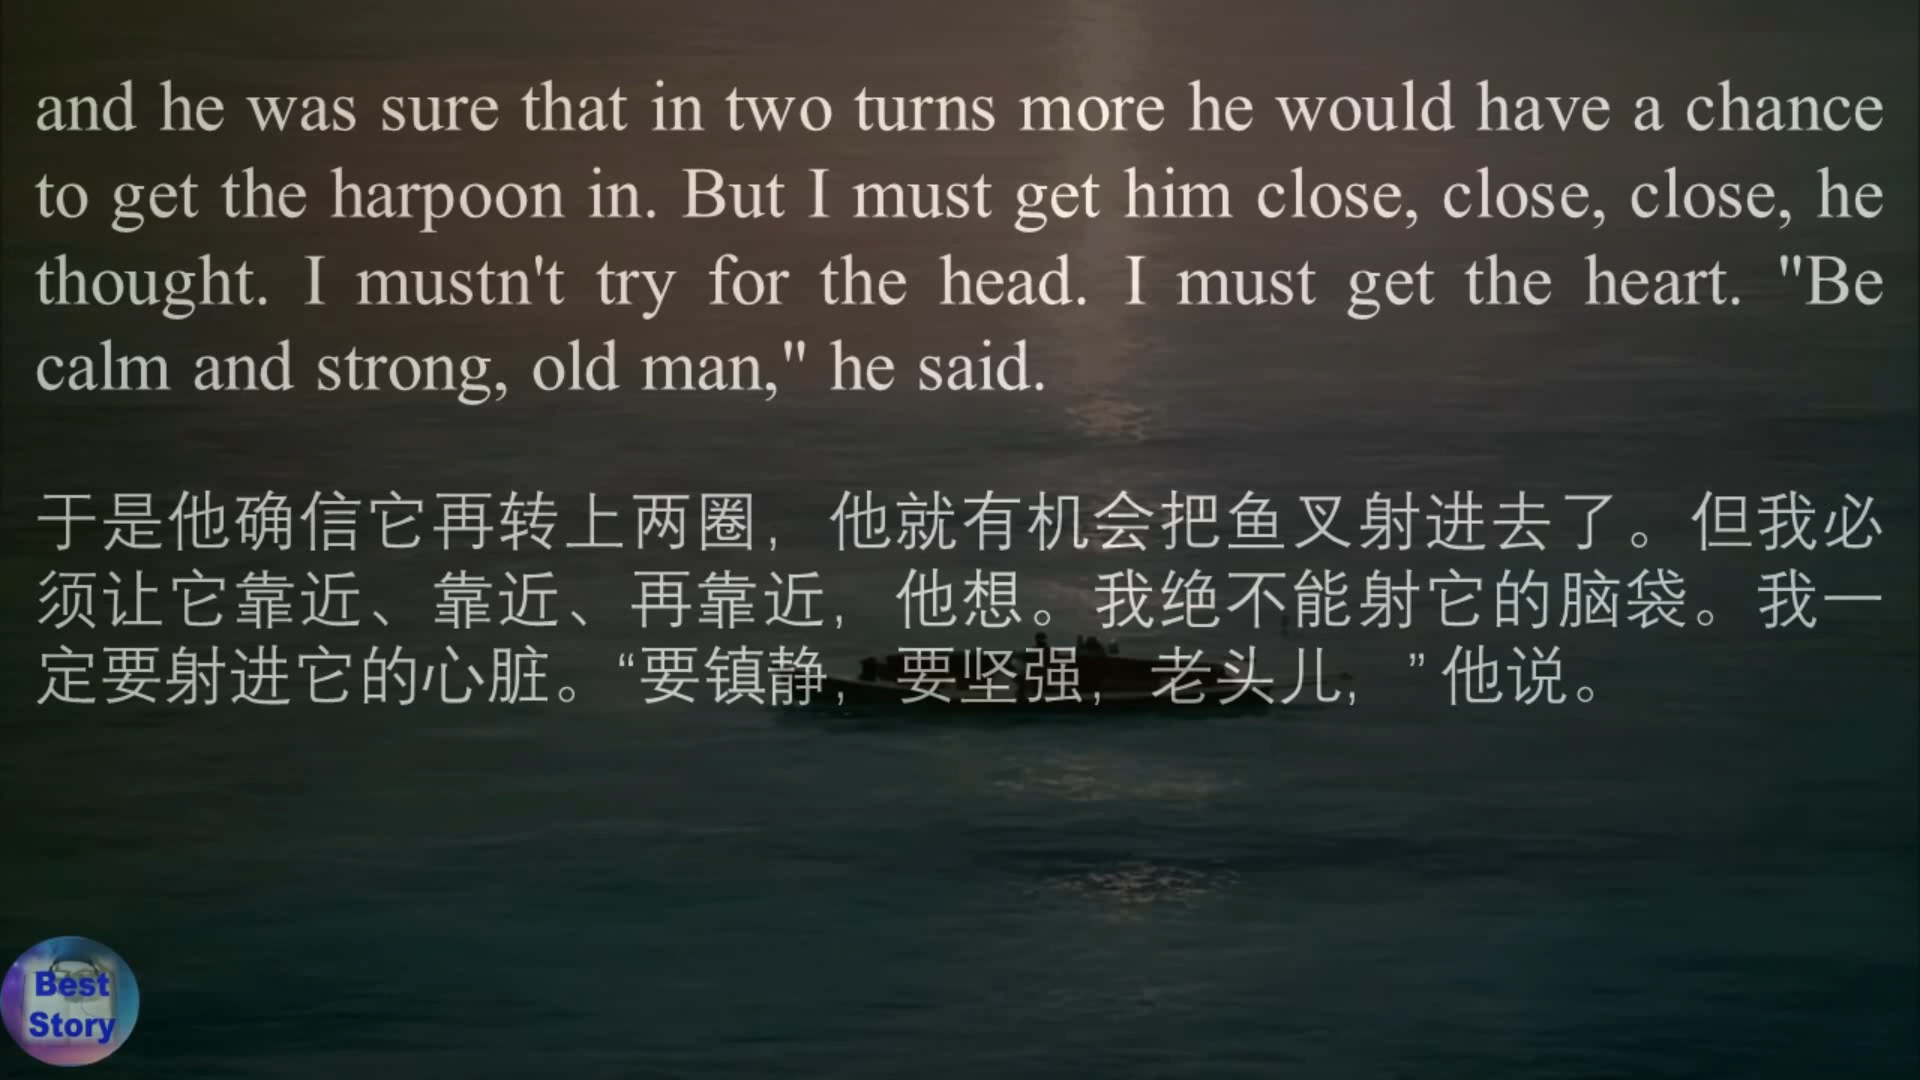 and he was sure that in two turns more he would have a chance
to get the harpoon in. But I must get him close, close, close, he
thought. I mustn't try for the head. I must get the heart. "Be
calm and strong, old man," he said.
于是他确信它再转上两圈，他就有机会把鱼叉射进去了。但我必
须让它靠近、靠近、再靠近，他想。我绝不能射它的脑袋。我一
定要射进它的心脏。“要镇静，要坚强，老头儿，”他说。
Best
Story